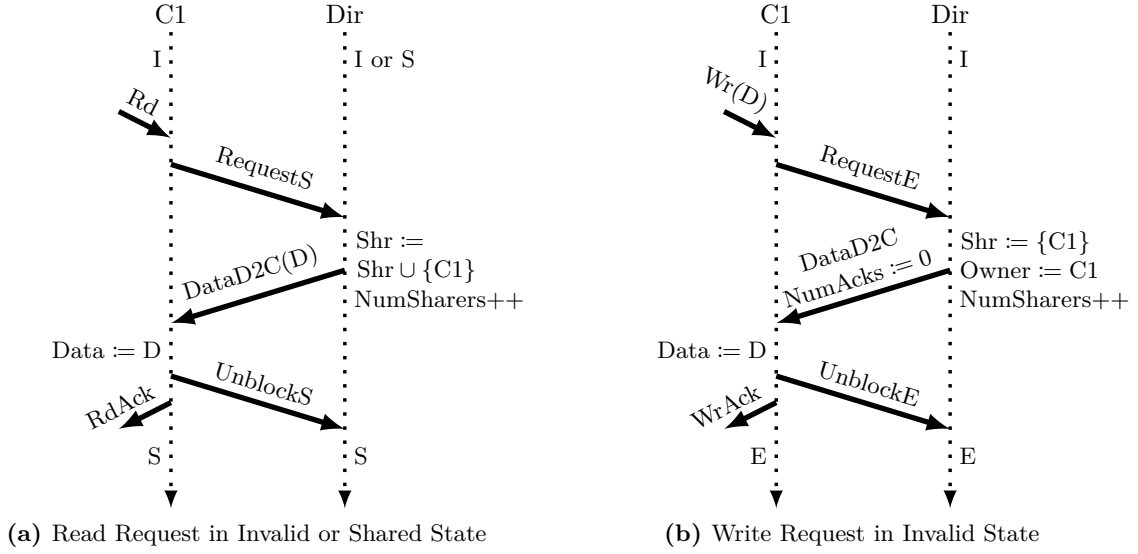 C1
Dir
I
I or S
Rd
RequestS
Shr :=
Shr ∪ {C1}
NumSharers++
DataD2C(D)
Data := D
UnblockS
RdAck
S
S
(a) Read Request in Invalid or Shared State
C1
Dir
I
I
Wr(D)
RequestE
Shr := {C1}
Owner := C1
NumSharers++
DataD2C
NumAcks := 0
Data := D
UnblockE
WrAck
E
E
(b) Write Request in Invalid State